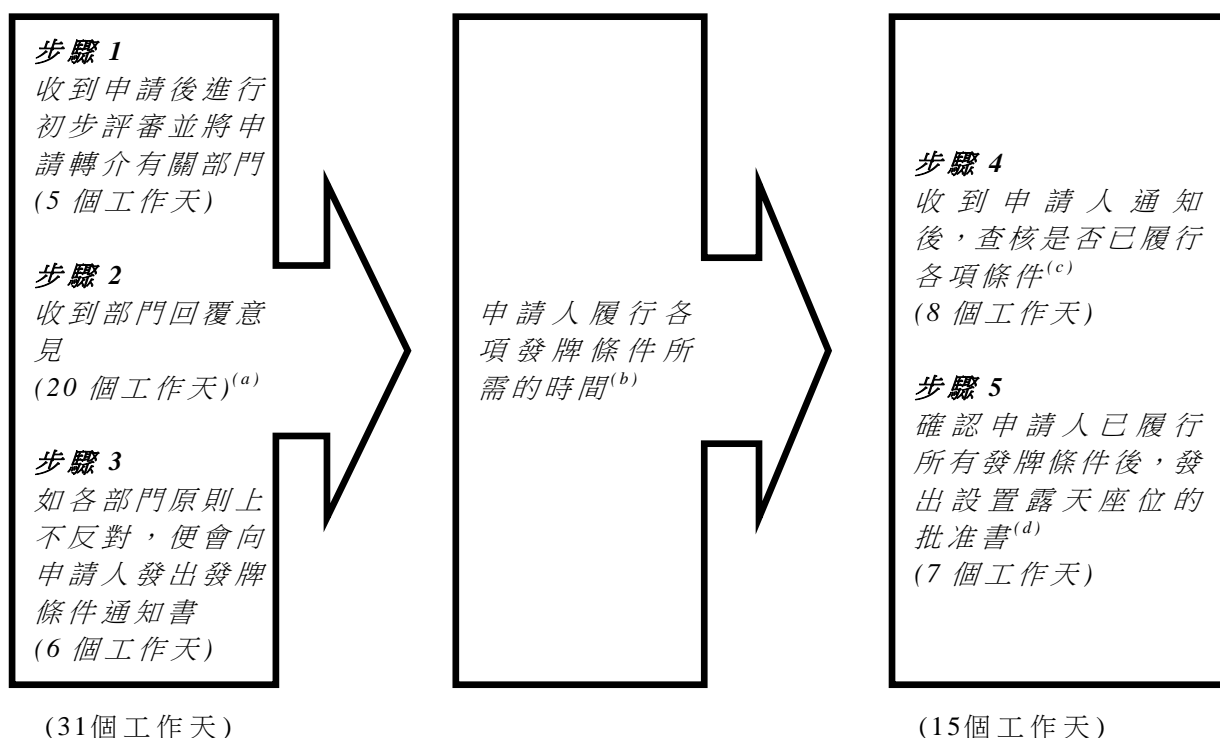 步驟 1
收到申請後進行
初步評審並將申
請轉介有關部門
(5 個工作天)
步驟 2
收到部門回覆意
見
(20 個工作天)(a)
步驟 3
如各部門原則上
不反對，便會向
申請人發出發牌
條件通知書
(6 個工作天)
(31個工作天)
申請人履行各
項發牌條件所
需的時間(b)
步驟 4
收到申請人通知
後，查核是否已履行
各項條件(c)
(8 個工作天)
步驟 5
確認申請人已履行
所有發牌條件後，發
出設置露天座位的
批准書(d)
(7 個工作天)
(15個工作天)